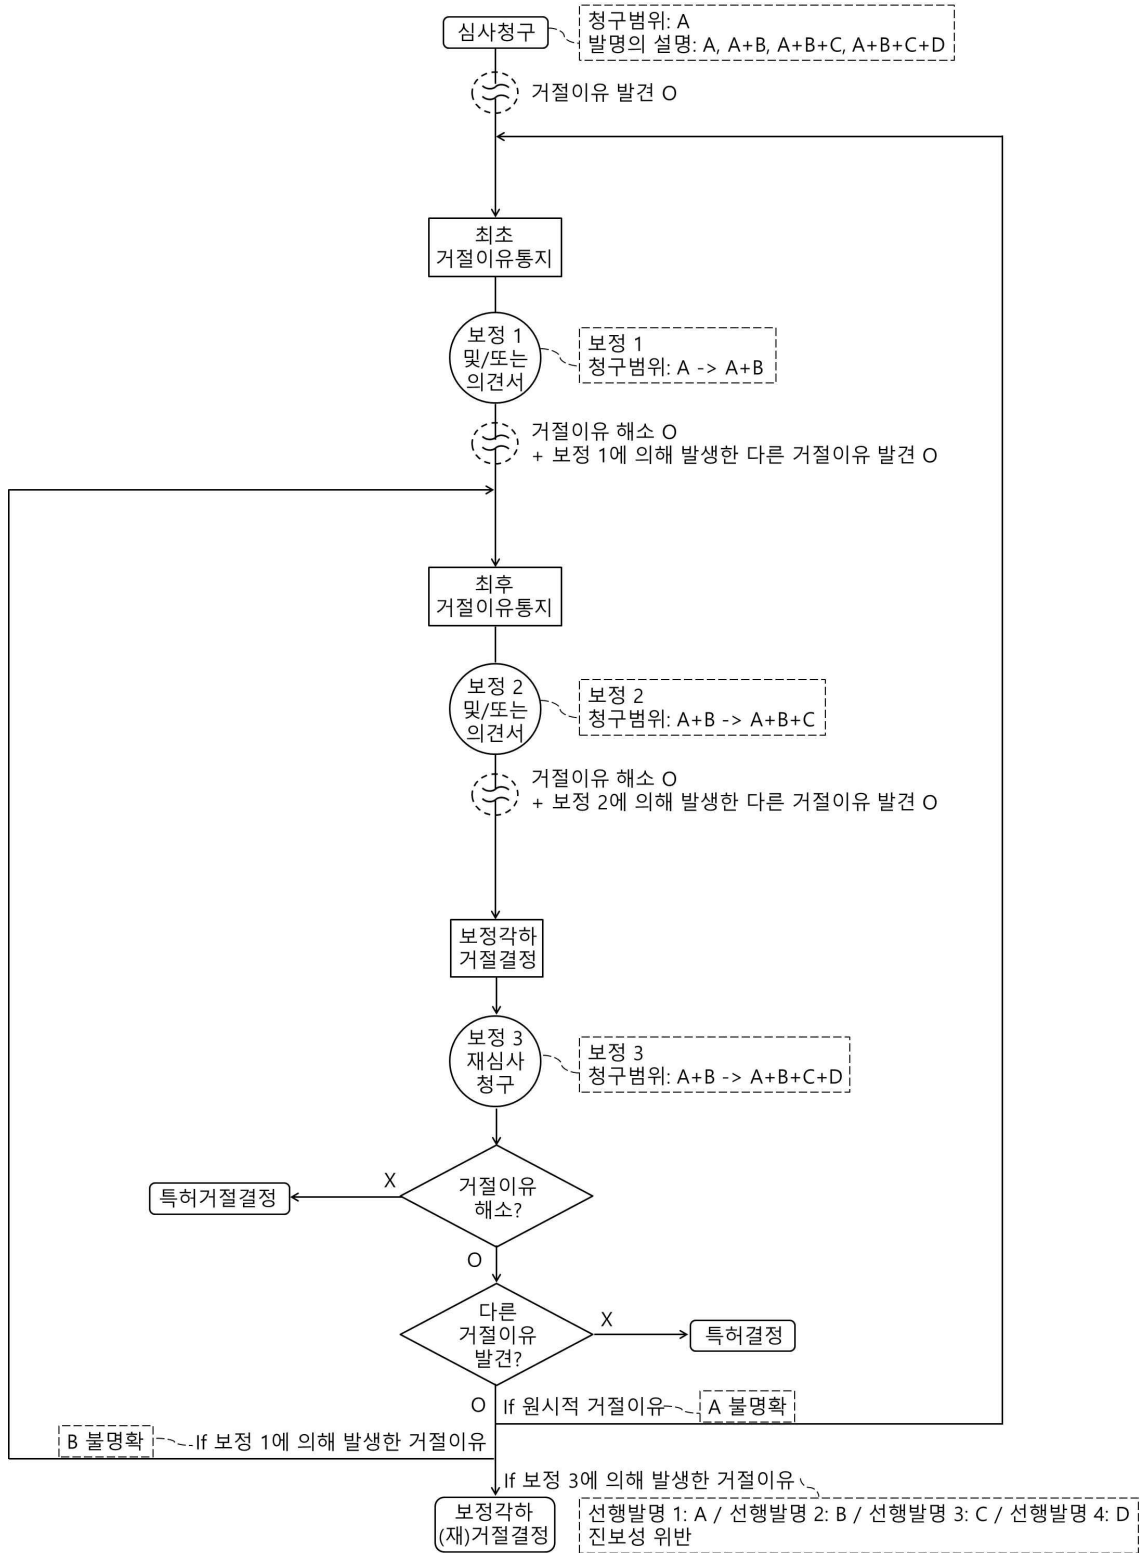 심사청구
청구범위: A
발명의 설명: A, A+B, A+B+C, A+B+C+D
거절이유 발견 O
최초
거절이유통지
보정 1
및/또는
의견서
보정 1
청구범위: A -> A+B
거절이유 해소 O
+ 보정 1에 의해 발생한 다른 거절이유 발견 O
최후
거절이유통지
보정 2
및/또는
의견서
보정 2
청구범위: A+B -> A+B+C
거절이유 해소 O
+ 보정 2에 의해 발생한 다른 거절이유 발견 O
보정각하
거절결정
보정 3
재심사
청구
보정 3
청구범위: A+B -> A+B+C+D
거절이유
해소?
X
특허거절결정
O
다른
거절이유
발견?
X
특허결정
O
If 원시적 거절이유
A 불명확
B 불명확
If 보정 1에 의해 발생한 거절이유
If 보정 3에 의해 발생한 거절이유
보정각하
(재)거절결정
선행발명 1: A / 선행발명 2: B / 선행발명 3: C / 선행발명 4: D
진보성 위반